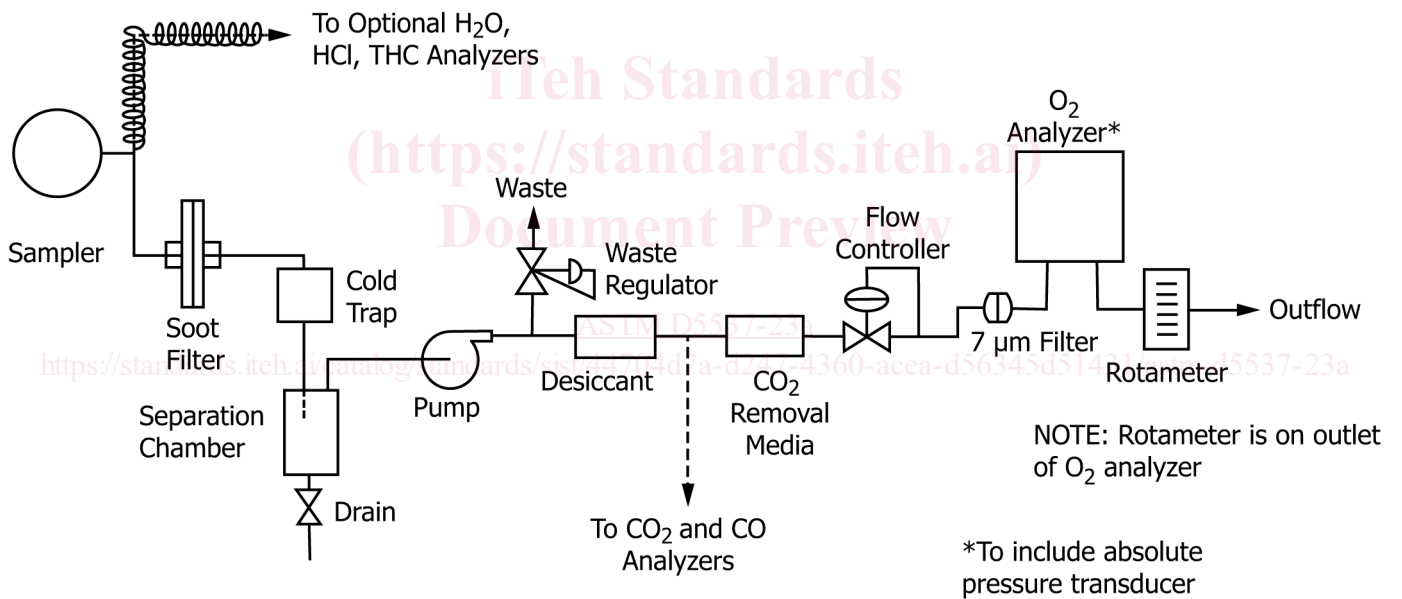 To Optional H₂O,
HCl, THC Analyzers
iTeh Standards
(https://standards.iteh.ai)
Document Preview
O₂
Analyzer*
Waste
Flow
Controller
Waste
Regulator
Sampler
Cold
Trap
Soot
Filter
Outflow
ASTM D5537-23a
7 µm Filter
https://standards.iteh.ai/catalog/standards/sist/44704d7a-d247-4360-acea-d56345d51431/astm-d5537-23a
Rotameter
Desiccant
CO₂
Removal
Media
Pump
Separation
Chamber
NOTE: Rotameter is on outlet
of O₂ analyzer
Drain
To CO₂ and CO
Analyzers
*To include absolute
pressure transducer